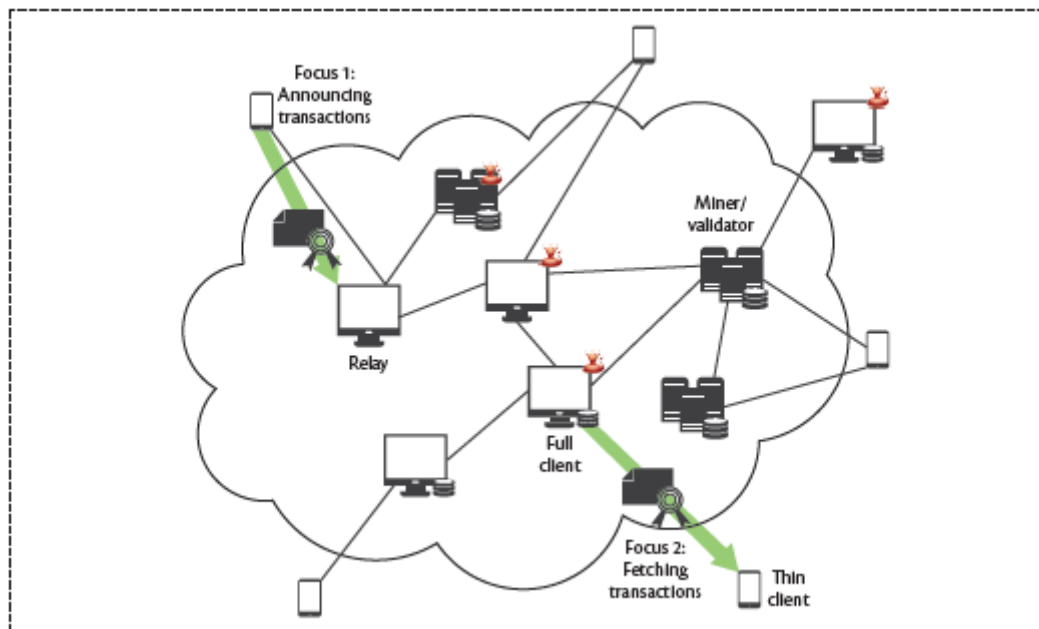 Focus 1:
Announcing
transactions
Miner/
validator
Relay
Full
client
Focus 2:
Fetching
transactions
Thin
client